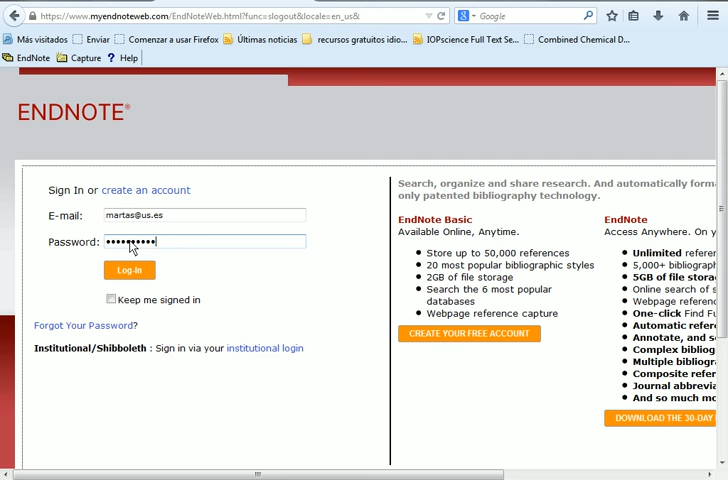 https://www.myendnoteweb.com/EndNoteWeb.html?func=slogout&locale=en_us&
Google
Más visitados Enviar Comenzar a usar Firefox Últimas noticias recursos gratuitos idio... IOPscience Full Text Se... Combined Chemical D...
EndNote Capture ? Help
ENDNOTE®
Sign In or create an account
E-mail: martas@us.es
Password: ••••••••••
Log-in
Keep me signed in
Forgot Your Password?
Institutional/Shibboleth : Sign in via your institutional login
Search, organize and share research. And automatically forma
only patented bibliography technology.
EndNote Basic
Available Online, Anytime.
Store up to 50,000 references
20 most popular bibliographic styles
2GB of file storage
Search the 6 most popular
databases
Webpage reference capture
CREATE YOUR FREE ACCOUNT
EndNote
Access Anywhere. On y
Unlimited referen
5,000+ bibliograph
5GB of file storag
Online search of
Webpage referenc
One-click Find Fu
Automatic refere
Annotate, and se
Complex bibliogr
Multiple bibliogra
Composite refer
Journal abbrevia
And so much mo
DOWNLOAD THE 30-DAY